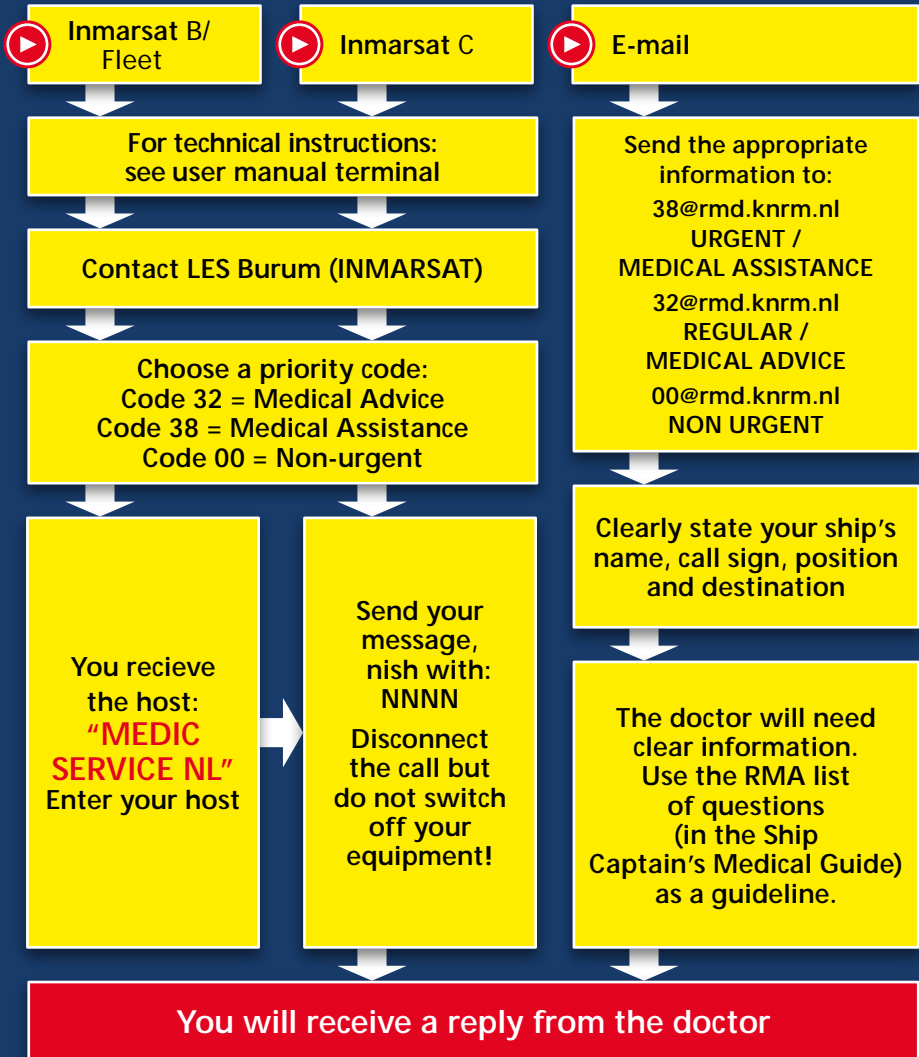 Inmarsat B/
Fleet
Inmarsat C
E-mail
For technical instructions:
see user manual terminal
Contact LES Burum (INMARSAT)
Choose a priority code:
Code 32 = Medical Advice
Code 38 = Medical Assistance
Code 00 = Non-urgent
You recieve
the host:
“MEDIC
SERVICE NL”
Enter your host
Send your
message,
nish with:
NNNN
Disconnect
the call but
do not switch
off your
equipment!
Send the appropriate
information to:
38@rmd.knrm.nl
URGENT /
MEDICAL ASSISTANCE
32@rmd.knrm.nl
REGULAR /
MEDICAL ADVICE
00@rmd.knrm.nl
NON URGENT
Clearly state your ship’s
name, call sign, position
and destination
The doctor will need
clear information.
Use the RMA list
of questions
(in the Ship
Captain’s Medical Guide)
as a guideline.
You will receive a reply from the doctor